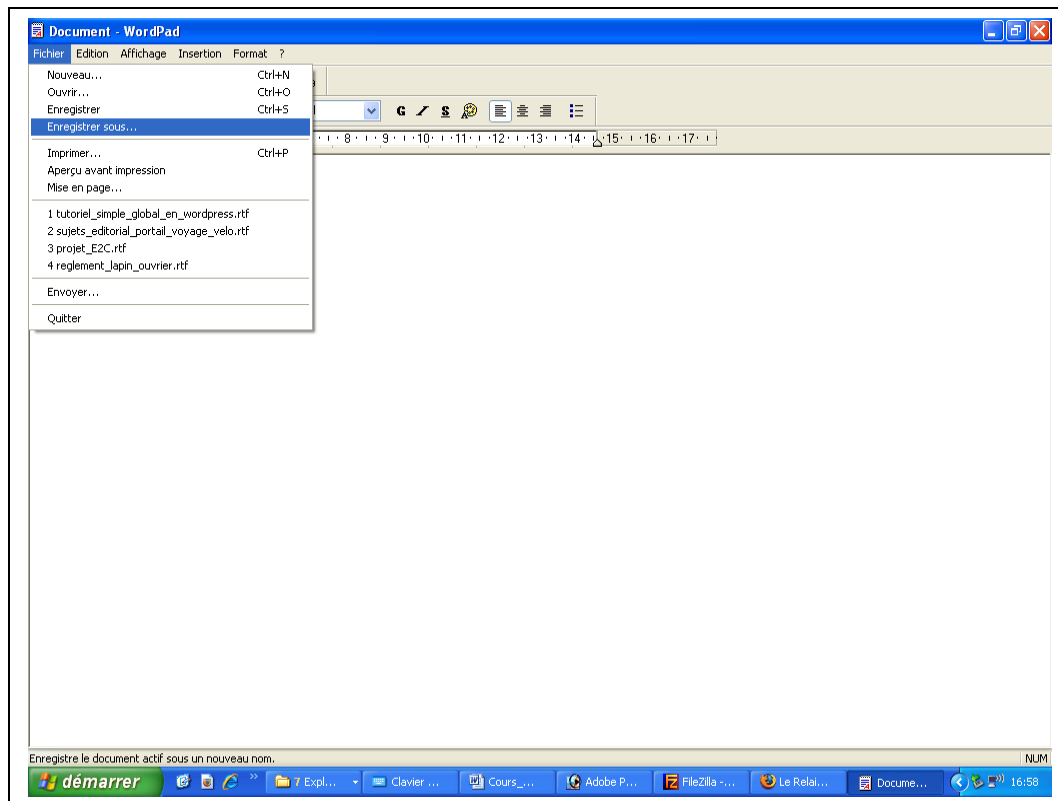 Document - WordPad
Fichier Edition Affichage Insertion Format ?
Nouveau... Ctrl+N
Ouvrir... Ctrl+O
Enregistrer Ctrl+S
G S
Enregistrer sous...
8 9 10 11 12 13 14 15 16 17
Imprimer... Ctrl+P
Aperçu avant impression
Mise en page...
1 tutoriel_simple_global_en_wordpress.rtf
2 sujets_editorial_portail_voyage_velo.rtf
3 projet_E2C.rtf
4 reglement_lapin_ouvrier.rtf
Envoyer...
Quitter
Enregistre le document actif sous un nouveau nom. NUM
démarrer » 7 Expl... Clavier ... Cours_... Adobe P... FileZilla -... Le Relai... Docume... 16:58